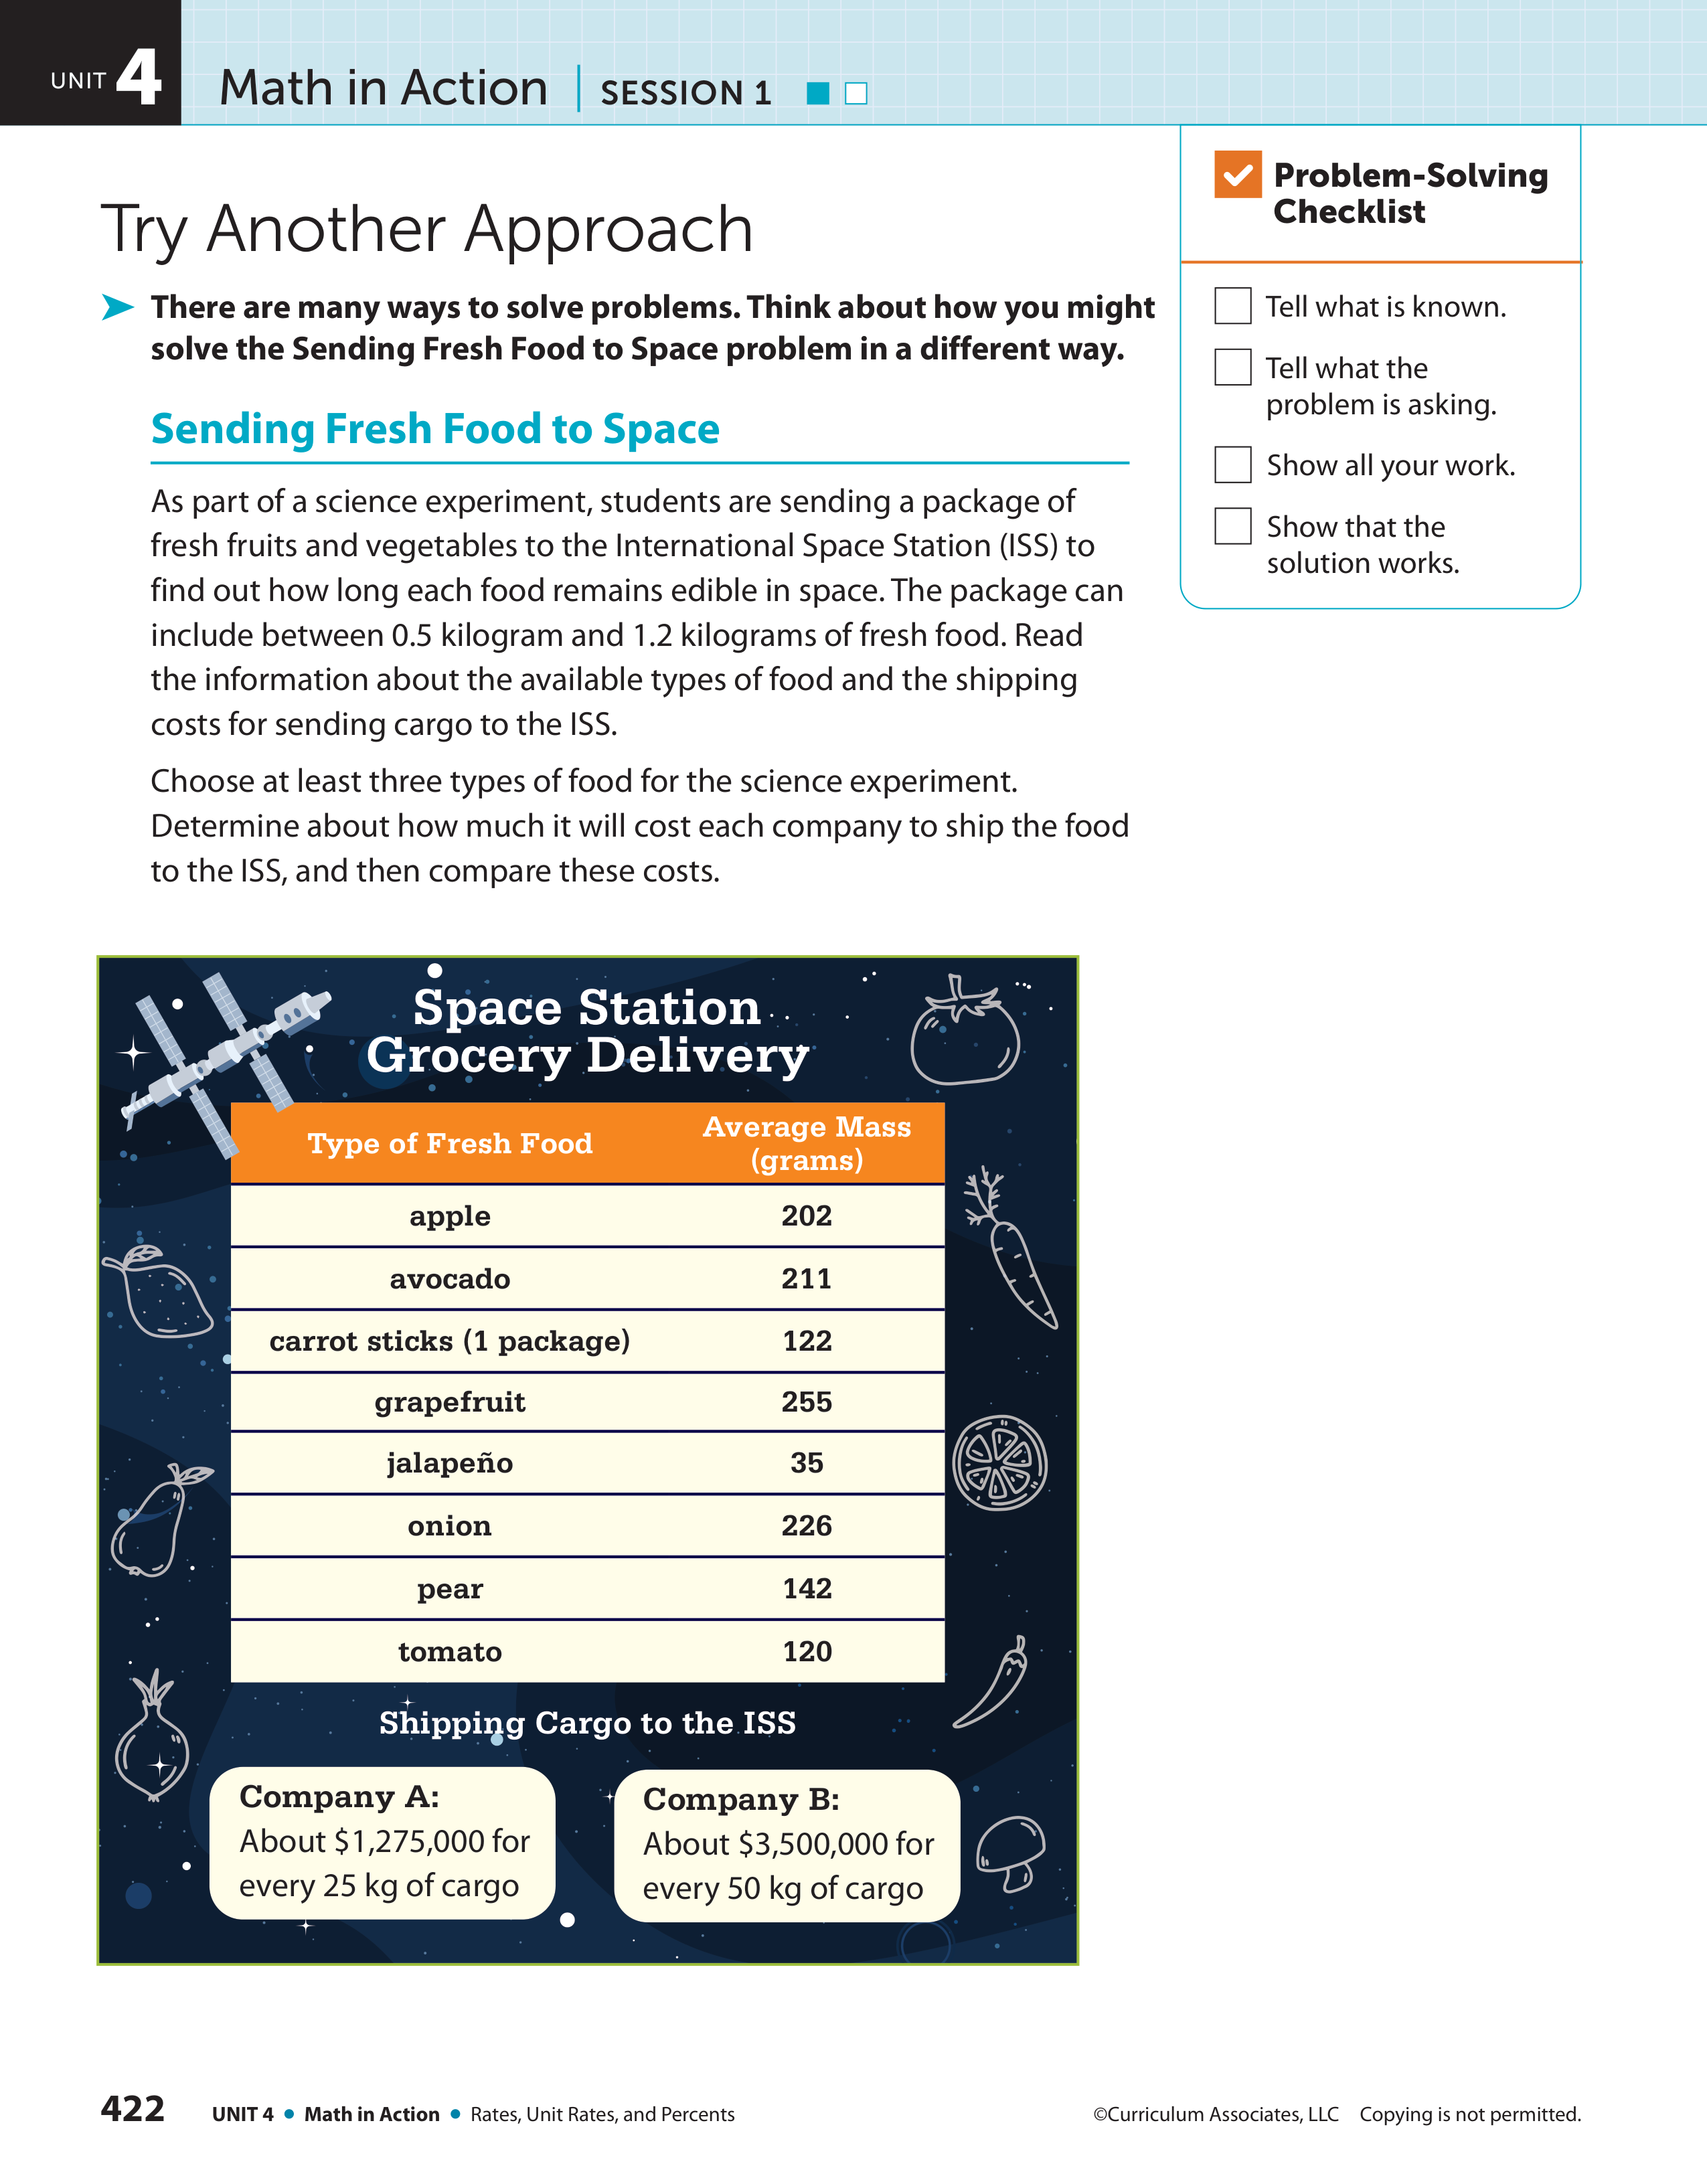 UNIT 4 Math in Action | SESSION 1
Try Another Approach
There are many ways to solve problems. Think about how you might
solve the Sending Fresh Food to Space problem in a different way.
Sending Fresh Food to Space
As part of a science experiment, students are sending a package of
fresh fruits and vegetables to the International Space Station (ISS) to
find out how long each food remains edible in space. The package can
include between 0.5 kilogram and 1.2 kilograms of fresh food. Read
the information about the available types of food and the shipping
costs for sending cargo to the ISS.
Choose at least three types of food for the science experiment.
Determine about how much it will cost each company to ship the food
to the ISS, and then compare these costs.
Problem-Solving
Checklist
Tell what is known.
Tell what the
problem is asking.
Show all your work.
Show that the
solution works.
Space Station
Grocery Delivery
Type of Fresh Food Average Mass
(grams)
apple 202
avocado 211
carrot sticks (1 package) 122
grapefruit 255
jalapeño 35
onion 226
pear 142
tomato 120
Shipping Cargo to the ISS
Company A:
About $1,275,000 for
every 25 kg of cargo
Company B:
About $3,500,000 for
every 50 kg of cargo
422 UNIT 4 • Math in Action • Rates, Unit Rates, and Percents ©Curriculum Associates, LLC Copying is not permitted.